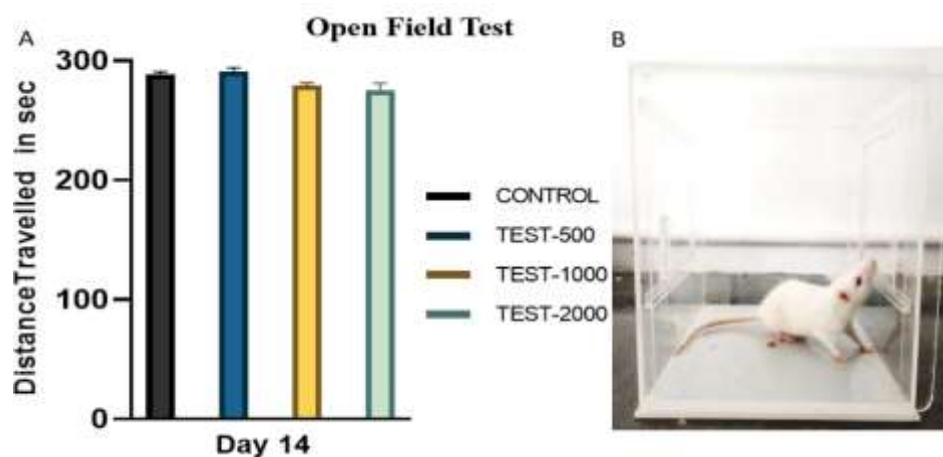 A
Open Field Test
B
DistanceTravelled in sec
300
200
100
0
Day 14
CONTROL
TEST-500
TEST-1000
TEST-2000